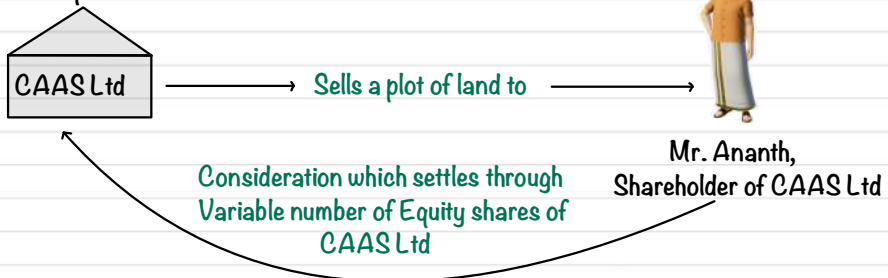 CAAS Ltd
Sells a plot of land to
Mr. Ananth,
Shareholder of CAAS Ltd
Consideration which settles through
Variable number of Equity shares of
CAAS Ltd